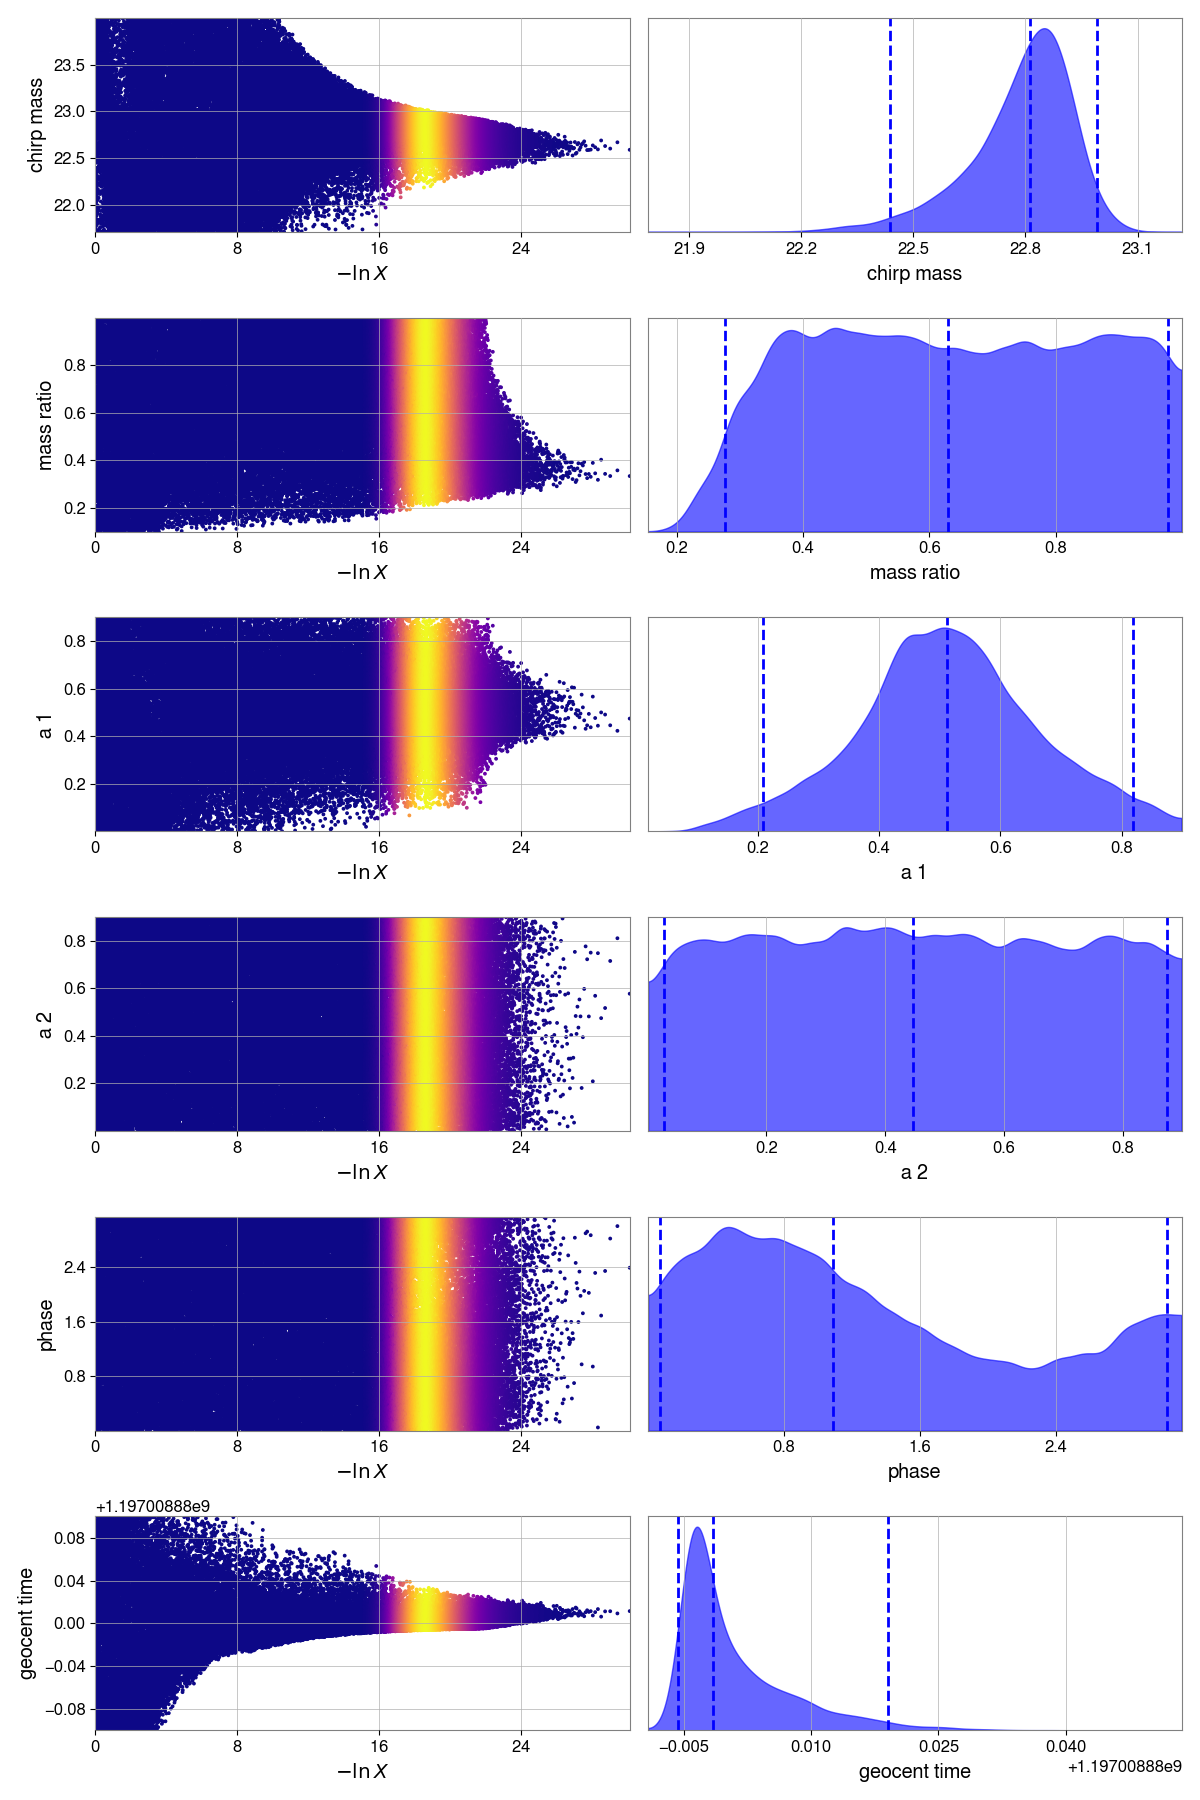 23.5
23.0
22.5
22.0
chirp mass
0 8 16 24
−ln X
21.9 22.2 22.5 22.8 23.1
chirp mass
0.8
0.6
0.4
0.2
mass ratio
0 8 16 24
−ln X
0.2 0.4 0.6 0.8
mass ratio
0.8
0.6
0.4
0.2
a 1
0 8 16 24
−ln X
0.2 0.4 0.6 0.8
a 1
0.8
0.6
0.4
0.2
a 2
0 8 16 24
−ln X
0.2 0.4 0.6 0.8
a 2
2.4
1.6
0.8
phase
0 8 16 24
−ln X
0.8 1.6 2.4
phase
+1.19700888e9
0.08
0.04
0.00
−0.04
−0.08
geocent time
0 8 16 24
−ln X
−0.005 0.010 0.025 0.040
+1.19700888e9
geocent time